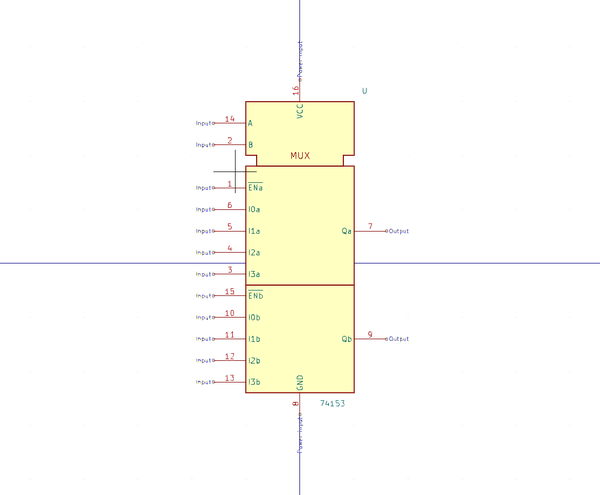 Power input
16
U
VCC
Input 14 A
Input 2 B
MUX
Input 1 ENa
Input 6 I0a
Input 5 I1a
Qa 7 Output
Input 4 I2a
Input 3 I3a
Input 15 ENb
Input 10 I0b
Input 11 I1b
Qb 9 Output
Input 12 I2b
Input 13 I3b
GND
8
74153
Power input